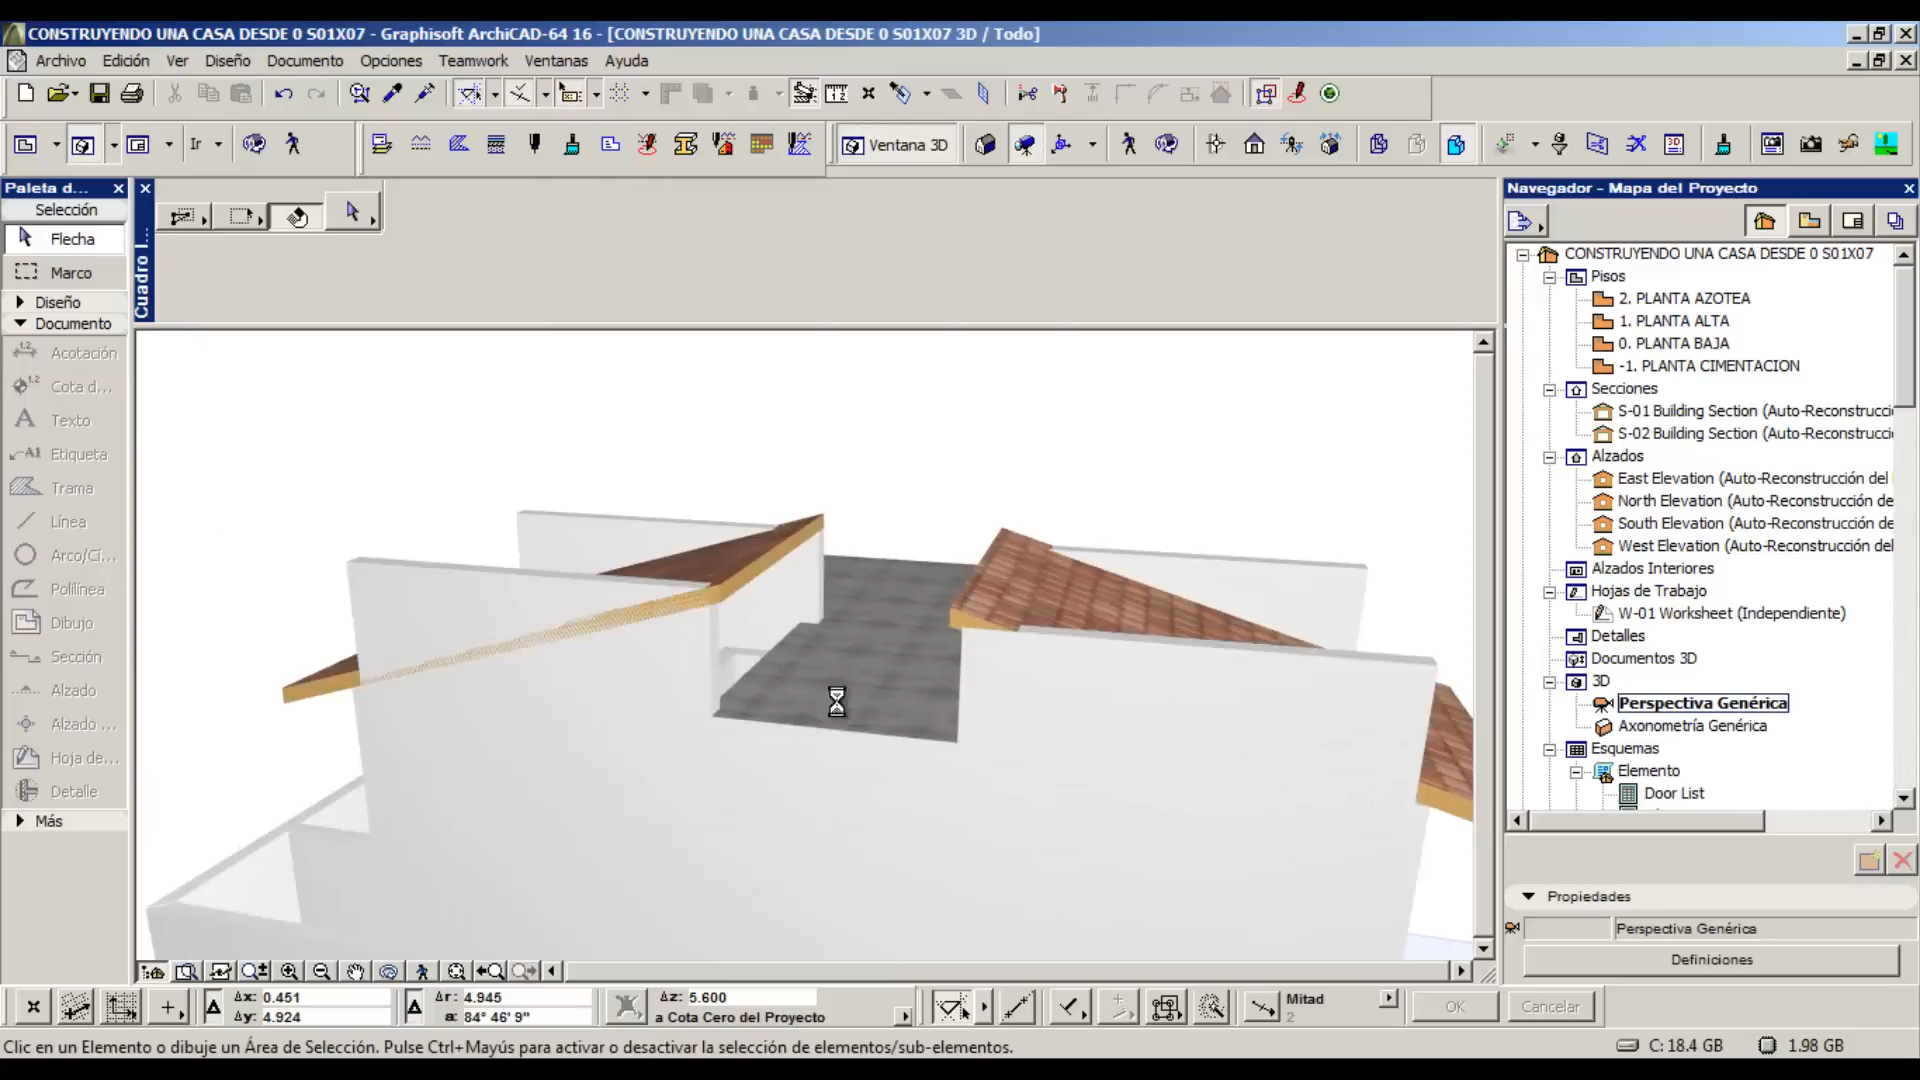 CONSTRUYENDO UNA CASA DESDE 0 S01X07 - Graphisoft ArchiCAD-64 16 - [CONSTRUYENDO UNA CASA DESDE 0 S01X07 3D / Todo]
Archivo Edición Ver Diseño Documento Opciones Teamwork Ventanas Ayuda
Ir
Ventana 3D
Paleta d...
Selección
Flecha
Marco
Diseño
Documento
Acotación
Cota d...
Texto
Etiqueta
Trama
Línea
Arco/Cí...
Polilínea
Dibujo
Sección
Alzado
Alzado ...
Hoja de...
Detalle
Más
Cuadro I...
Navegador - Mapa del Proyecto
CONSTRUYENDO UNA CASA DESDE 0 S01X07
Pisos
2. PLANTA AZOTEA
1. PLANTA ALTA
0. PLANTA BAJA
-1. PLANTA CIMENTACION
Secciones
S-01 Building Section (Auto-Reconstrucci
S-02 Building Section (Auto-Reconstrucci
Alzados
East Elevation (Auto-Reconstrucción del
North Elevation (Auto-Reconstrucción de
South Elevation (Auto-Reconstrucción de
West Elevation (Auto-Reconstrucción del
Alzados Interiores
Hojas de Trabajo
W-01 Worksheet (Independiente)
Detalles
Documentos 3D
3D
Perspectiva Genérica
Axonometría Genérica
Esquemas
Elemento
Door List
Propiedades
Perspectiva Genérica
Definiciones
Δx: 0.451
Δy: 4.924
Δr: 4.945
a: 84° 46' 9"
Δz: 5.600
a Cota Cero del Proyecto
Mitad
2
OK
Cancelar
Clic en un Elemento o dibuje un Área de Selección. Pulse Ctrl+Mayús para activar o desactivar la selección de elementos/sub-elementos.
C: 18.4 GB
1.98 GB